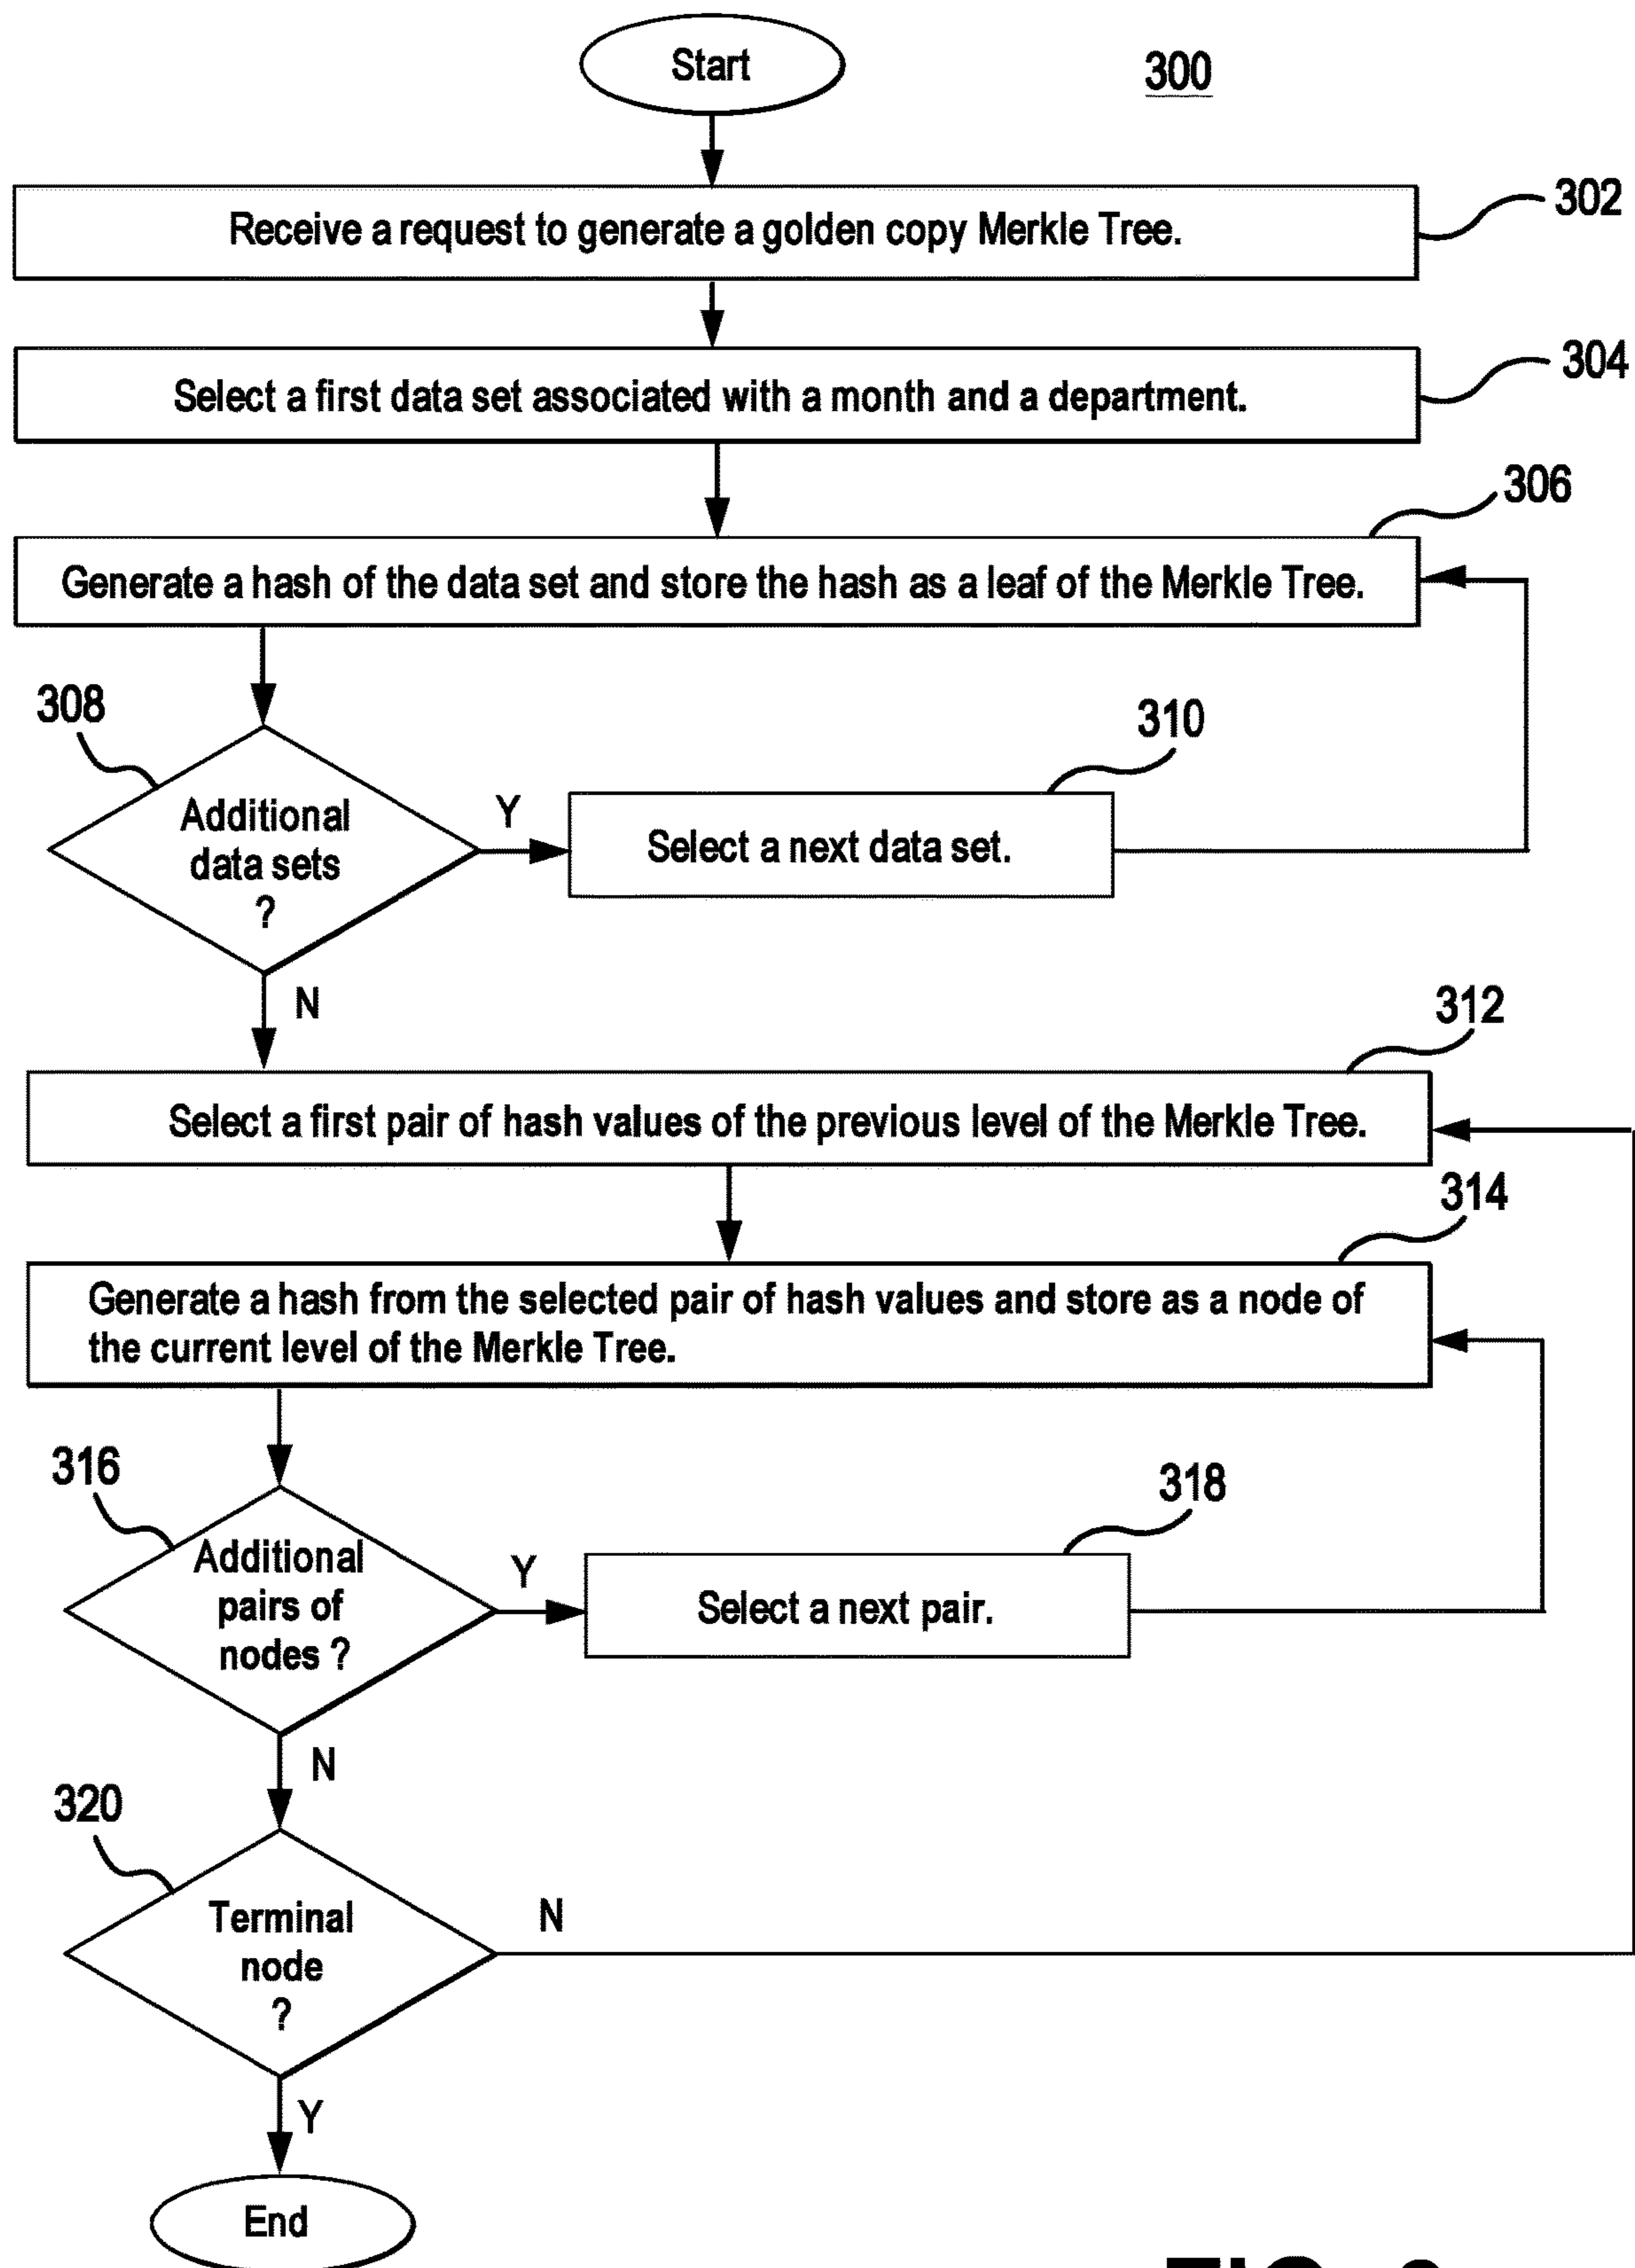 Start
300
Receive a request to generate a golden copy Merkle Tree.
302
Select a first data set associated with a month and a department.
304
306
Generate a hash of the data set and store the hash as a leaf of the Merkle Tree.
308
310
Additional
data sets
?
Y
Select a next data set.
N
312
Select a first pair of hash values of the previous level of the Merkle Tree.
314
Generate a hash from the selected pair of hash values and store as a node of
the current level of the Merkle Tree.
316
318
Additional
pairs of
nodes ?
Y
Select a next pair.
N
320
Terminal
node
?
N
Y
End